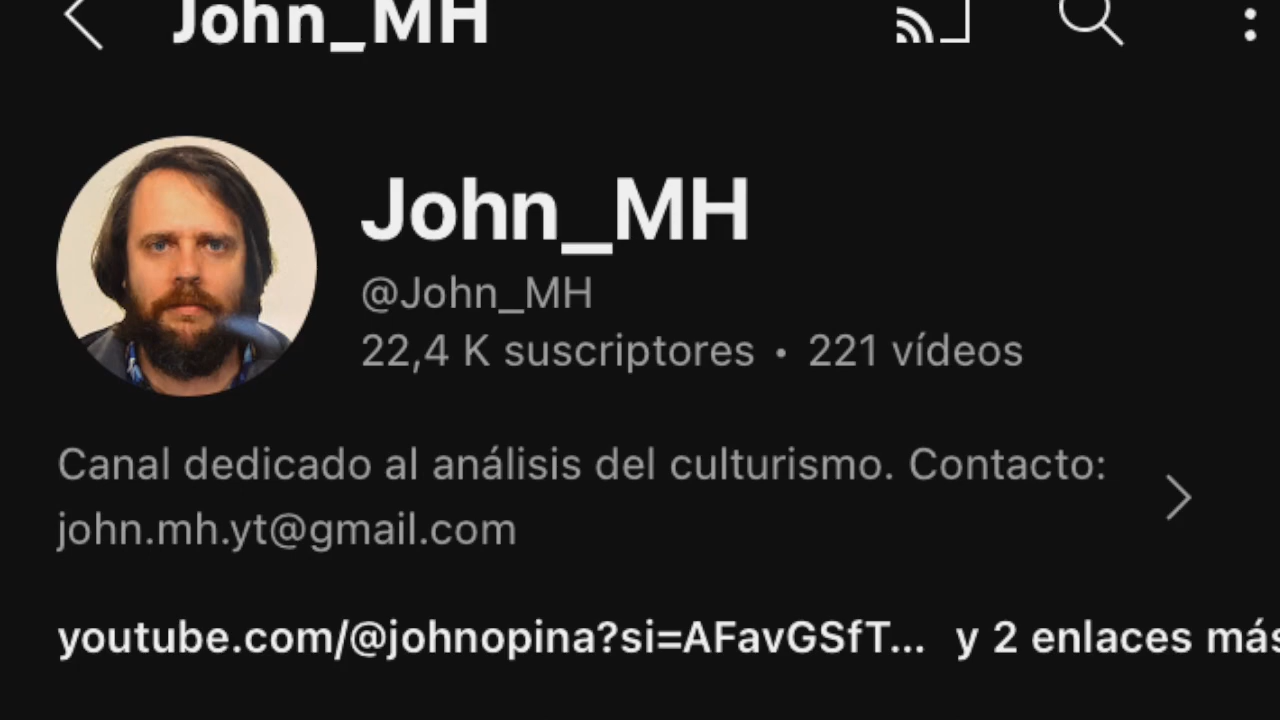 John_MH
John_MH
@John_MH
22,4 K suscriptores • 221 vídeos
Canal dedicado al análisis del culturismo. Contacto:
john.mh.yt@gmail.com
youtube.com/@johnopina?si=AFavGSfT... y 2 enlaces más